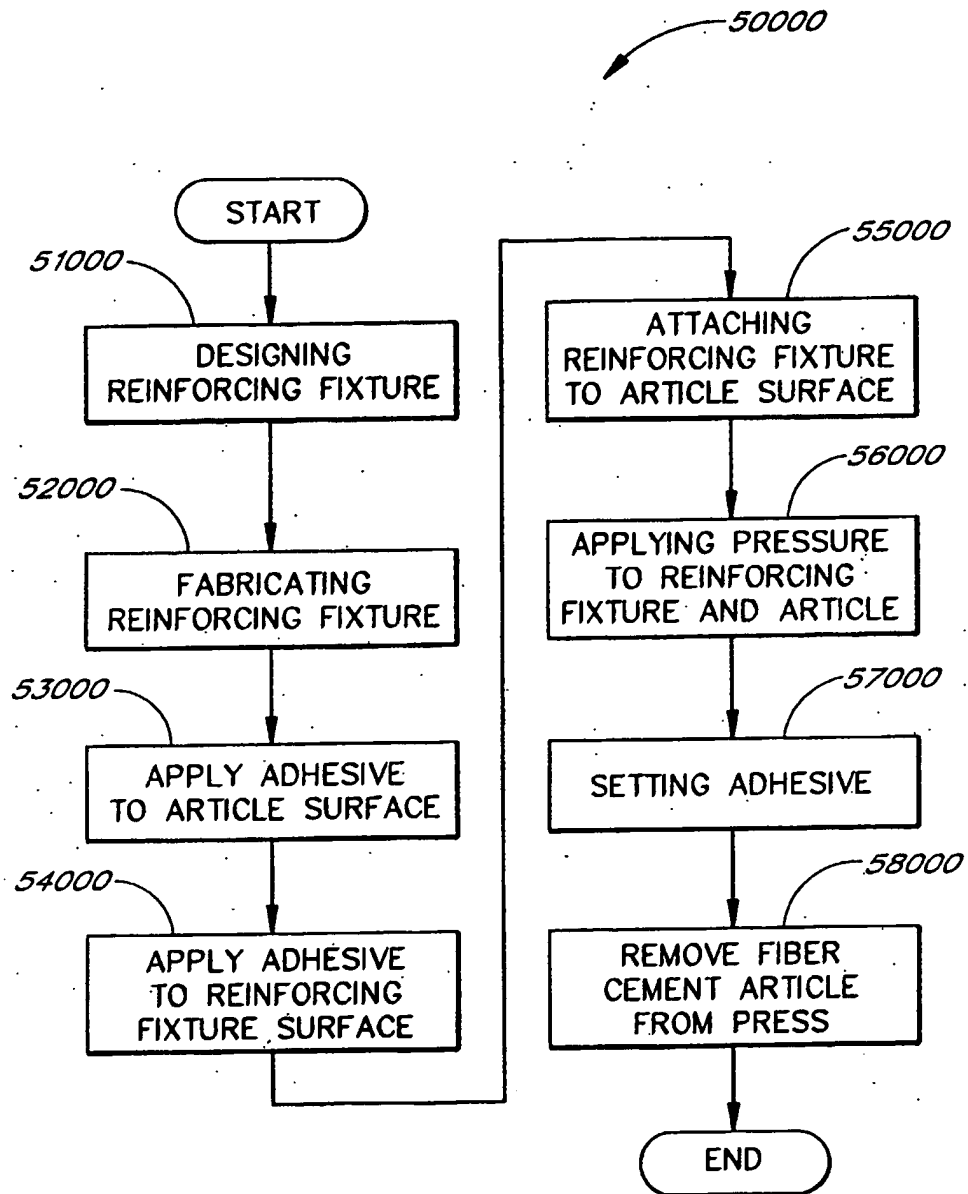 50000
START
51000
DESIGNING
REINFORCING FIXTURE
52000
FABRICATING
REINFORCING FIXTURE
53000
APPLY ADHESIVE
TO ARTICLE SURFACE
54000
APPLY ADHESIVE
TO REINFORCING
FIXTURE SURFACE
55000
ATTACHING
REINFORCING FIXTURE
TO ARTICLE SURFACE
56000
APPLYING PRESSURE
TO REINFORCING
FIXTURE AND ARTICLE
57000
SETTING ADHESIVE
58000
REMOVE FIBER
CEMENT ARTICLE
FROM PRESS
END